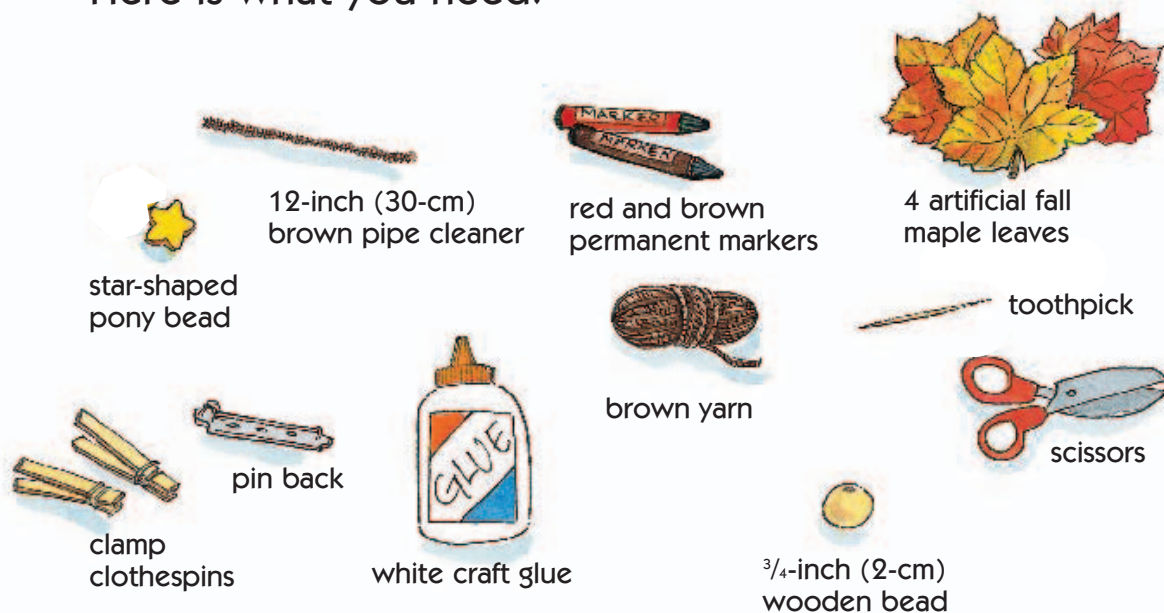 Here is what you need:
MARKER
MARKER
12-inch (30-cm)
brown pipe cleaner
red and brown
permanent markers
4 artificial fall
maple leaves
star-shaped
pony bead
toothpick
brown yarn
scissors
pin back
GLUE
clamp
clothespins
white craft glue
3/4-inch (2-cm)
wooden bead